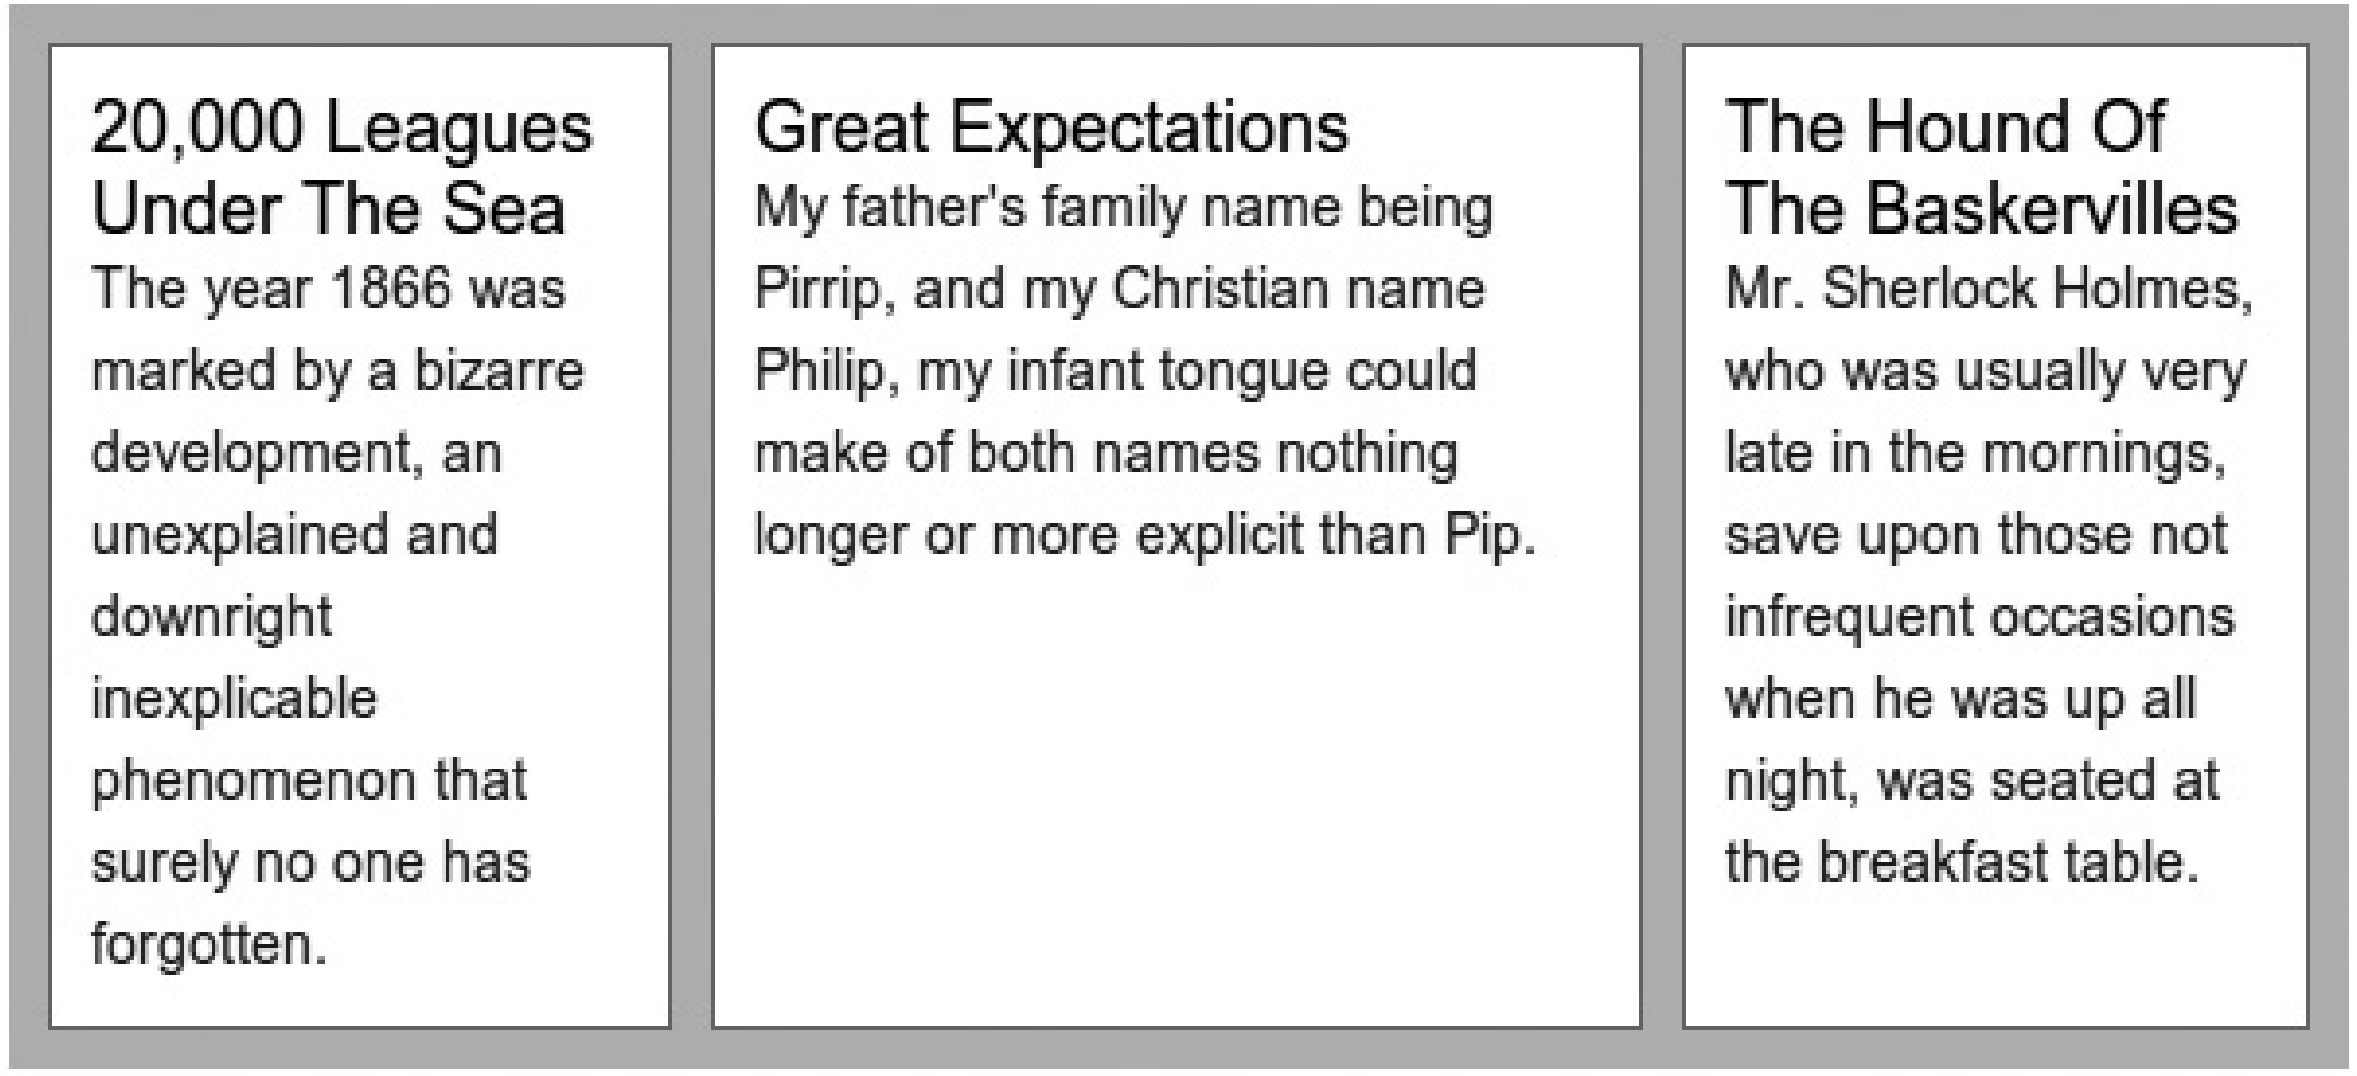 20,000 Leagues
Under The Sea
The year 1866 was
marked by a bizarre
development, an
unexplained and
downright
inexplicable
phenomenon that
surely no one has
forgotten.
Great Expectations
My father's family name being
Pirrip, and my Christian name
Philip, my infant tongue could
make of both names nothing
longer or more explicit than Pip.
The Hound Of
The Baskervilles
Mr. Sherlock Holmes,
who was usually very
late in the mornings,
save upon those not
infrequent occasions
when he was up all
night, was seated at
the breakfast table.